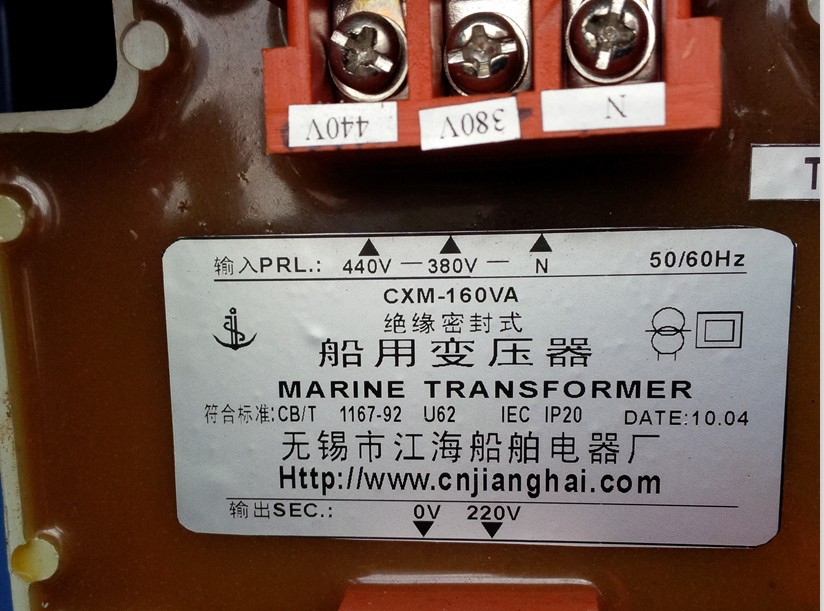 440V 380V N
T
输入PRL.: 440V — 380V — N 50/60Hz
CXM-160VA
绝缘密封式
船用变压器
MARINE TRANSFORMER
符合标准:CB/T 1167-92 U62 IEC IP20 DATE:10.04
无锡市江海船舶电器厂
Http://www.cnjianghai.com
输出SEC.: 0V 220V